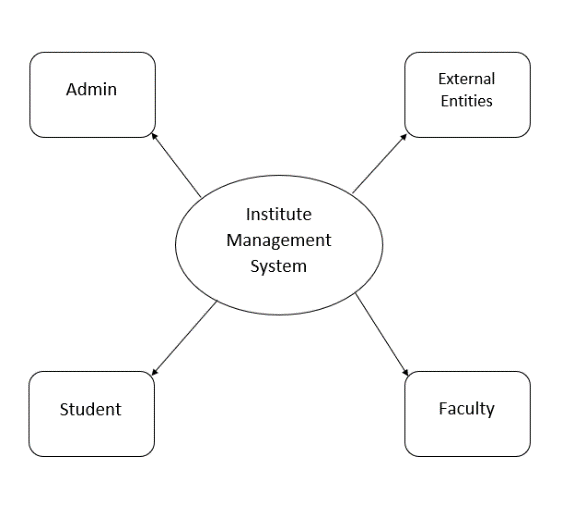 Admin
External
Entities
Institute
Management
System
Student
Faculty